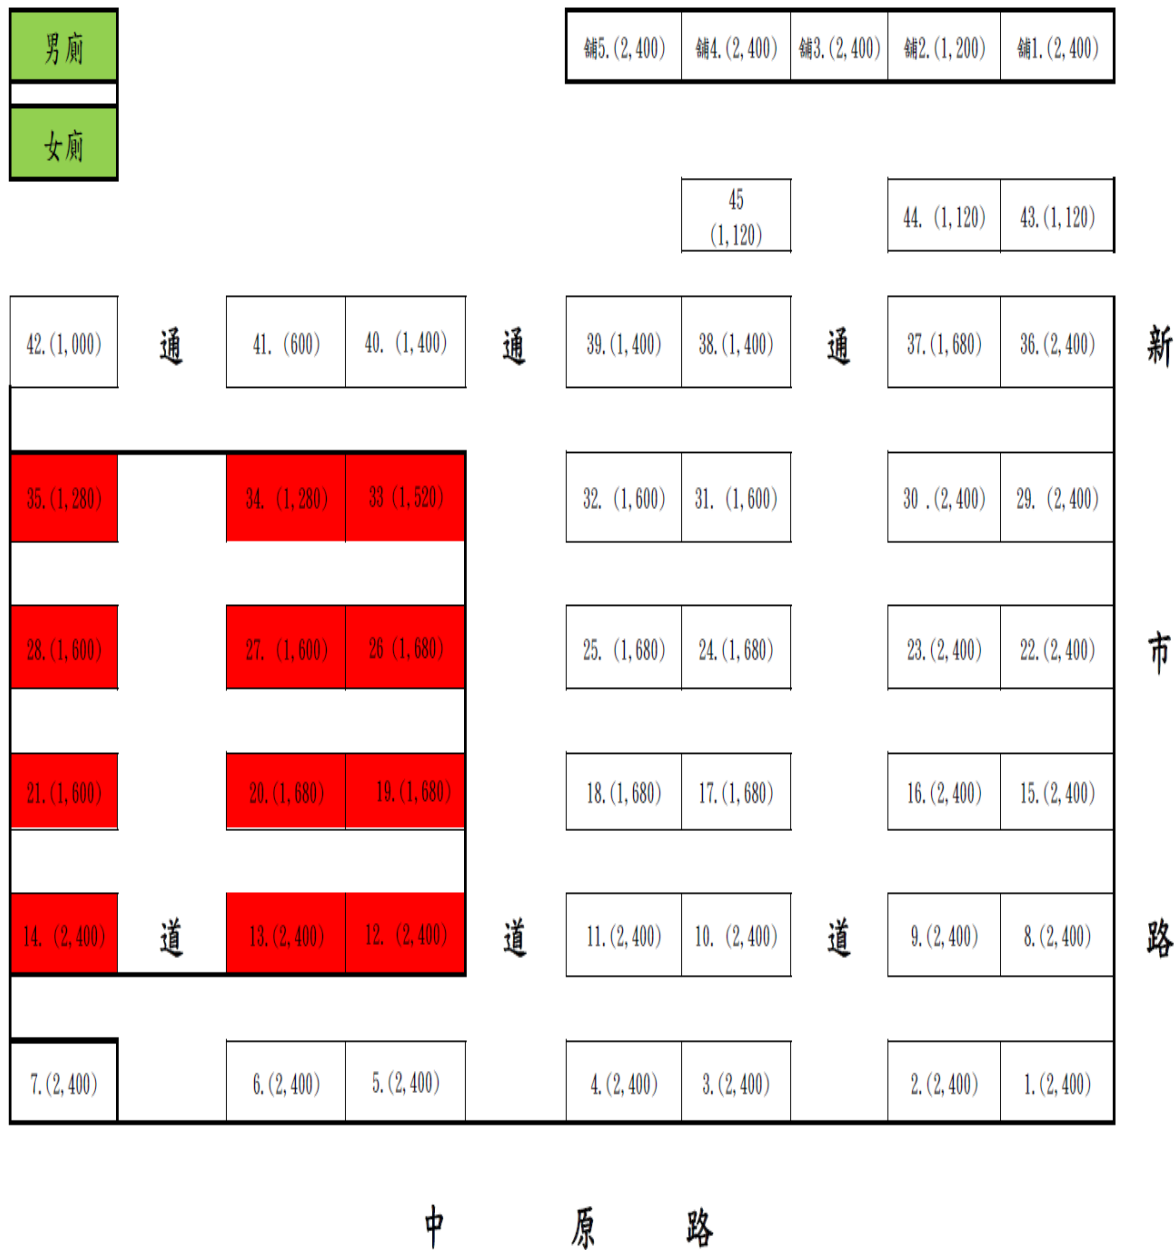 男廁
舖5.(2,400) 舖4.(2,400) 舖3.(2,400) 舖2.(1,200) 舖1.(2,400)
女廁
45
(1,120)
44. (1,120) 43.(1,120)
42.(1,000) 通 41. (600) 40. (1,400) 通 39.(1,400) 38.(1,400) 通 37.(1,680) 36.(2,400) 新
35.(1,280) 34. (1,280) 33 (1,520) 32. (1,600) 31. (1,600) 30 .(2,400) 29. (2,400)
28.(1,600) 27. (1,600) 26 (1,680) 25. (1,680) 24.(1,680) 23.(2,400) 22.(2,400) 市
21.(1,600) 20.(1,680) 19.(1,680) 18.(1,680) 17.(1,680) 16.(2,400) 15.(2,400)
14. (2,400) 道 13.(2,400) 12. (2,400) 道 11.(2,400) 10. (2,400) 道 9.(2,400) 8.(2,400) 路
7.(2,400) 6.(2,400) 5.(2,400) 4.(2,400) 3.(2,400) 2.(2,400) 1.(2,400)
中 原 路